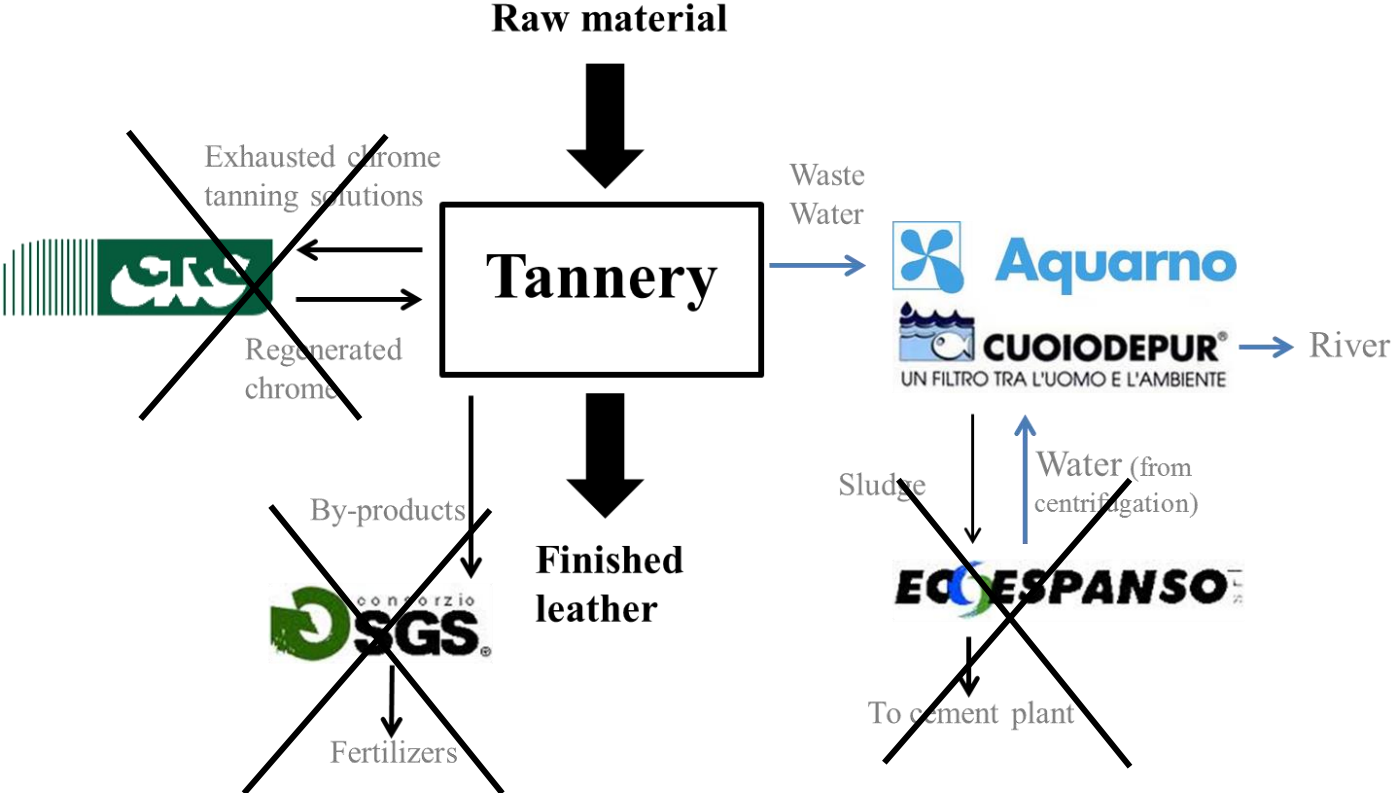 Raw material
Exhausted chrome
tanning solutions
Waste
Water
Tannery
CRS
Aquarno
CUOIODEPUR®
UN FILTRO TRA L'UOMO E L'AMBIENTE
River
Regenerated
chrome
By-products
Sludge
Water (from
centrifugation)
Finished
leather
consorzio
SGS®
ECOESPANSO
To cement plant
Fertilizers